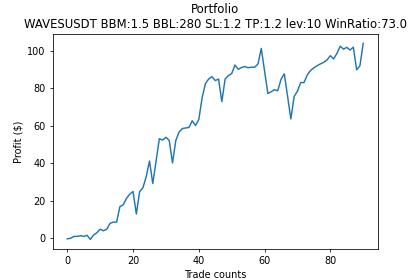 Portfolio
WAVESUSDT BBM:1.5 BBL:280 SL:1.2 TP:1.2 lev:10 WinRatio:73.0
100
80
60
40
20
0
Profit ($)
0 20 40 60 80
Trade counts